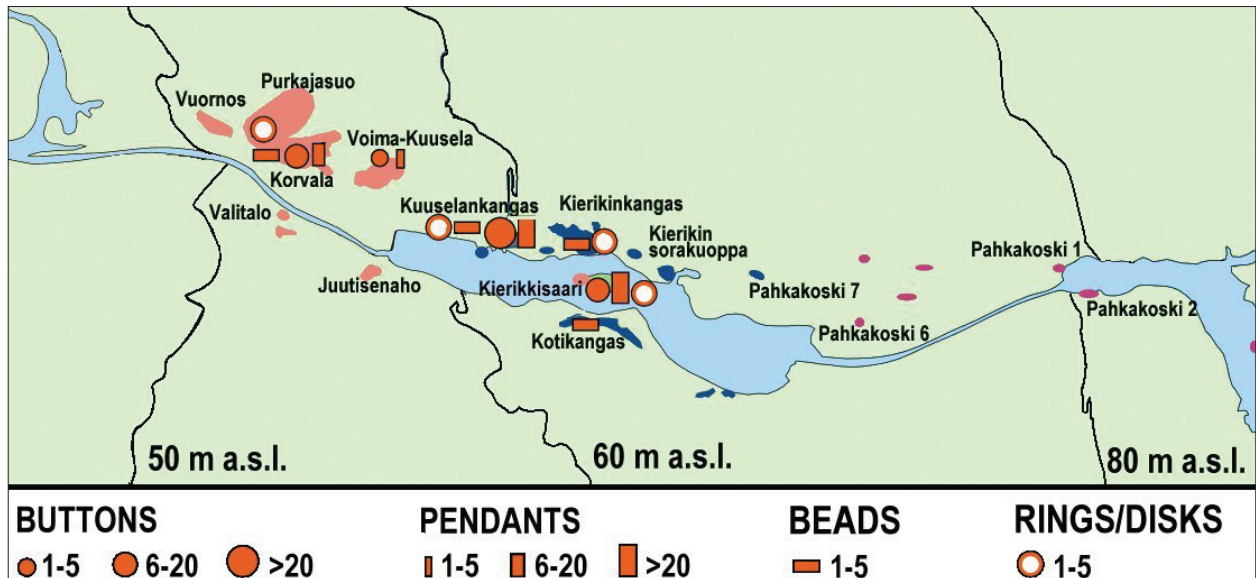 Purkajasuo
Vuornos
Voima-Kuusela
Korvala
Valitalo
Kuuselankangas
Kierikinkangas
Kierikin
sorakuoppa
Juutisenaho
Kierikkisaari
Pahkakoski 7
Pahkakoski 1
Pahkakoski 2
Pahkakoski 6
Kotikangas
50 m a.s.l.
60 m a.s.l.
80 m a.s.l.
BUTTONS
1-5
6-20
>20
PENDANTS
1-5
6-20
>20
BEADS
1-5
RINGS/DISKS
1-5